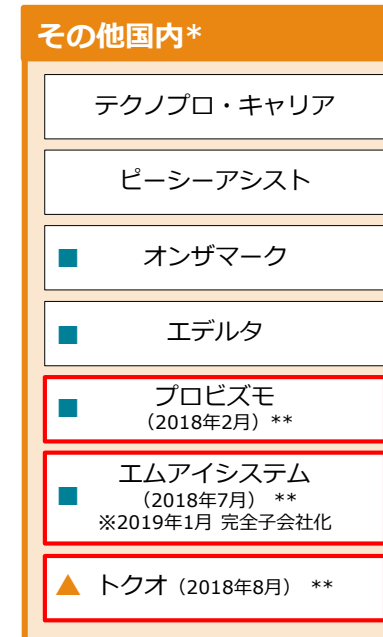 その他国内*
テクノプロ・キャリア
ピーシーアシスト
オンザマーク
エデルタ
プロビズモ
（2018年2月）**
エムアイシステム
（2018年7月） **
※2019年1月 完全子会社化
トクオ（2018年8月） **